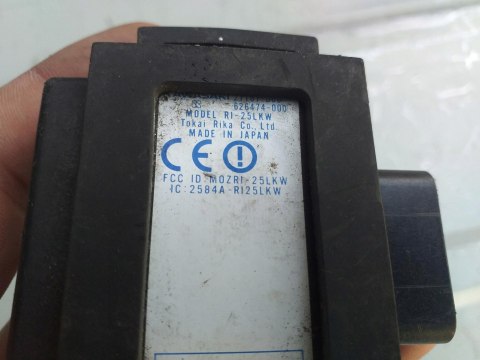 626474-000
MODEL RI-25LKW
Tokai Rika Co., Ltd.
MADE IN JAPAN
CE
FCC ID: MOZRI-25LKW
IC: 2584A-RI25LKW